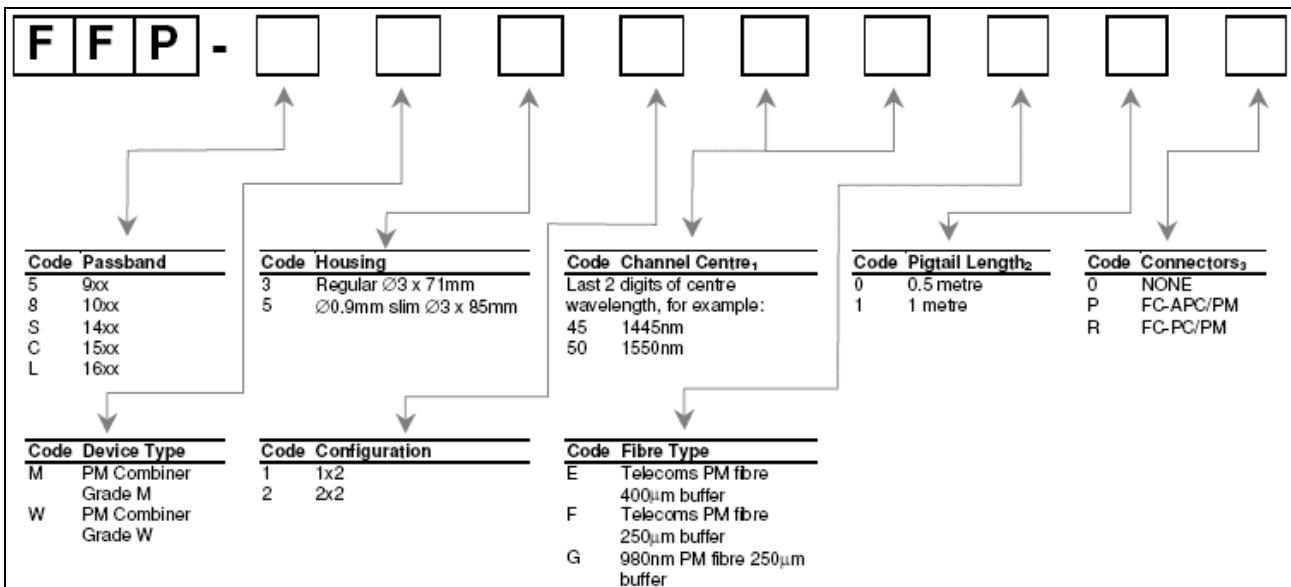 FFP-
Code Passband
5 9xx
8 10xx
S 14xx
C 15xx
L 16xx
Code Housing
3 Regular ∅3 x 71mm
5 ∅0.9mm slim ∅3 x 85mm
Code Channel Centre₁
Last 2 digits of centre
wavelength, for example:
45 1445nm
50 1550nm
Code Pigtail Length₂
0 0.5 metre
1 1 metre
Code Connectors₃
0 NONE
P FC-APC/PM
R FC-PC/PM
Code Device Type
M PM Combiner
Grade M
W PM Combiner
Grade W
Code Configuration
1 1x2
2 2x2
Code Fibre Type
E Telecoms PM fibre
400µm buffer
F Telecoms PM fibre
250µm buffer
G 980nm PM fibre 250µm
buffer